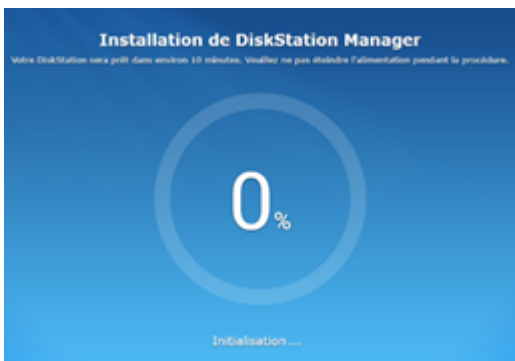 Installation de DiskStation Manager
Votre DiskStation sera prêt dans environ 10 minutes. Veuillez ne pas éteindre l'alimentation pendant la procédure.
0%
Initialisation...